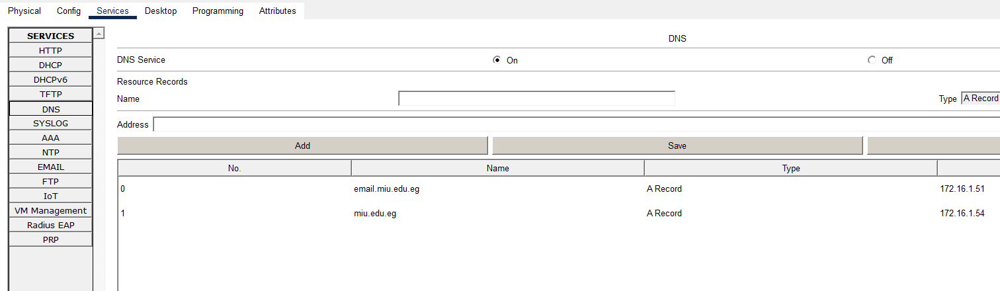 Physical Config Services Desktop Programming Attributes
SERVICES
HTTP
DHCP
DHCPv6
TFTP
DNS
SYSLOG
AAA
NTP
EMAIL
FTP
IoT
VM Management
Radius EAP
PRP
DNS
DNS Service On Off
Resource Records
Name Type A Record
Address
Add Save
No. Name Type
0 email.miu.edu.eg A Record 172.16.1.51
1 miu.edu.eg A Record 172.16.1.54